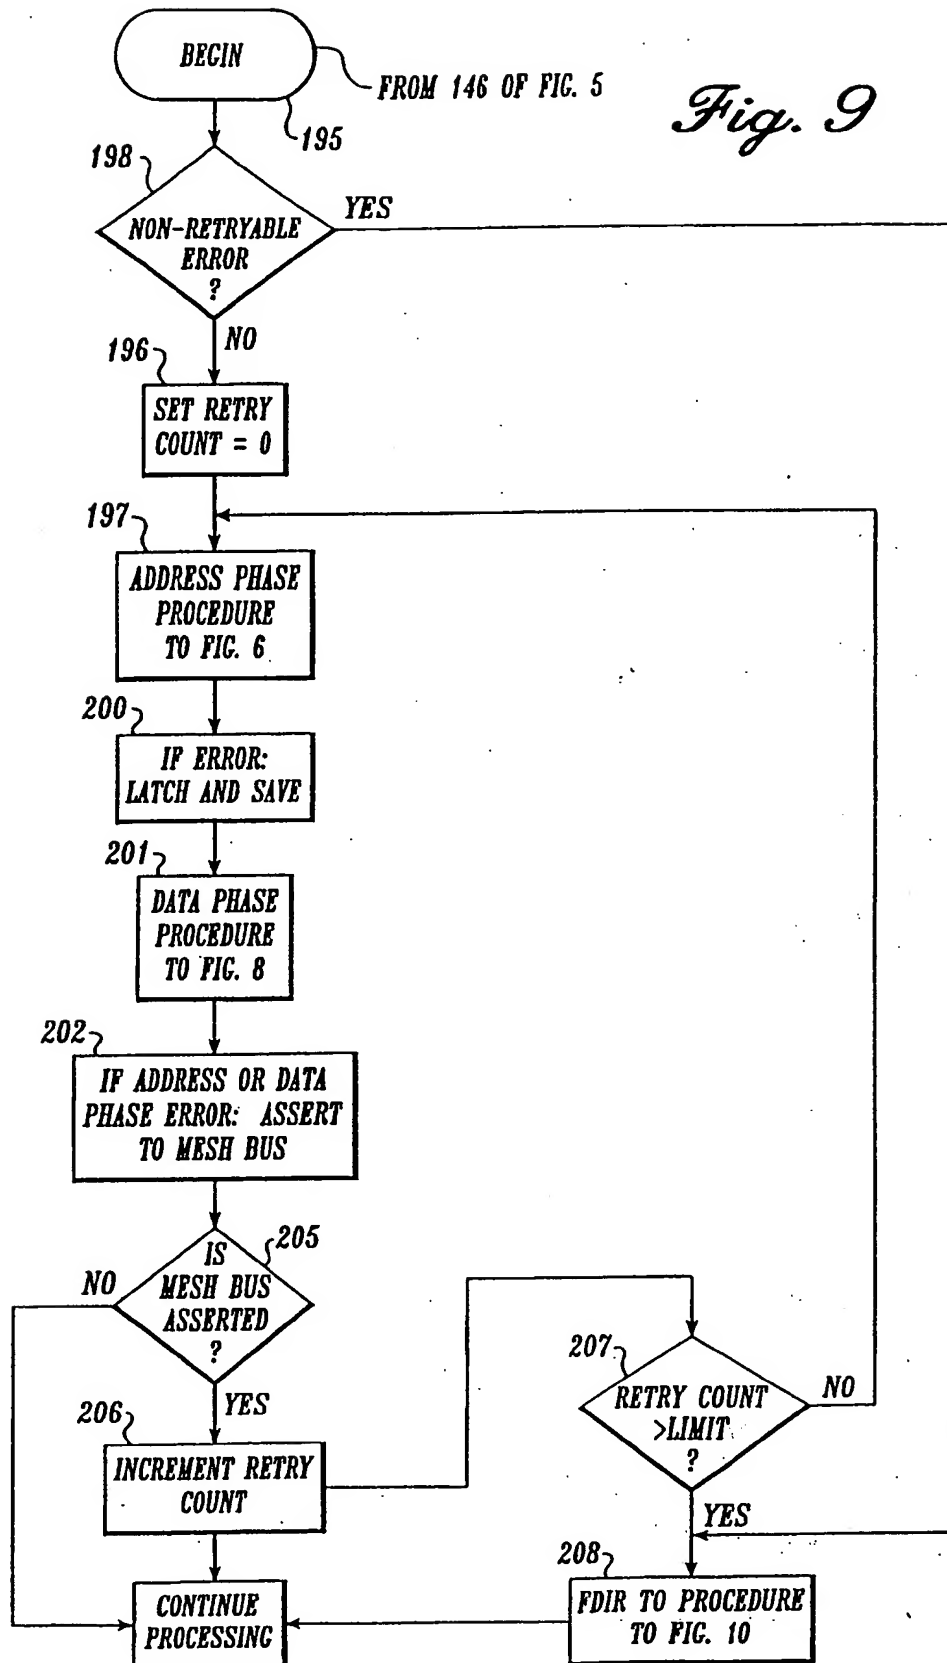 BEGIN
FROM 146 OF FIG. 5
Fig. 9
195
198
NON-RETRYABLE
ERROR
?
YES
NO
196
SET RETRY
COUNT = 0
197
ADDRESS PHASE
PROCEDURE
TO FIG. 6
200
IF ERROR:
LATCH AND SAVE
201
DATA PHASE
PROCEDURE
TO FIG. 8
202
IF ADDRESS OR DATA
PHASE ERROR: ASSERT
TO MESH BUS
205
IS
MESH BUS
ASSERTED
?
NO
YES
206
INCREMENT RETRY
COUNT
207
RETRY COUNT
>LIMIT
?
NO
YES
208
FDIR TO PROCEDURE
TO FIG. 10
CONTINUE
PROCESSING